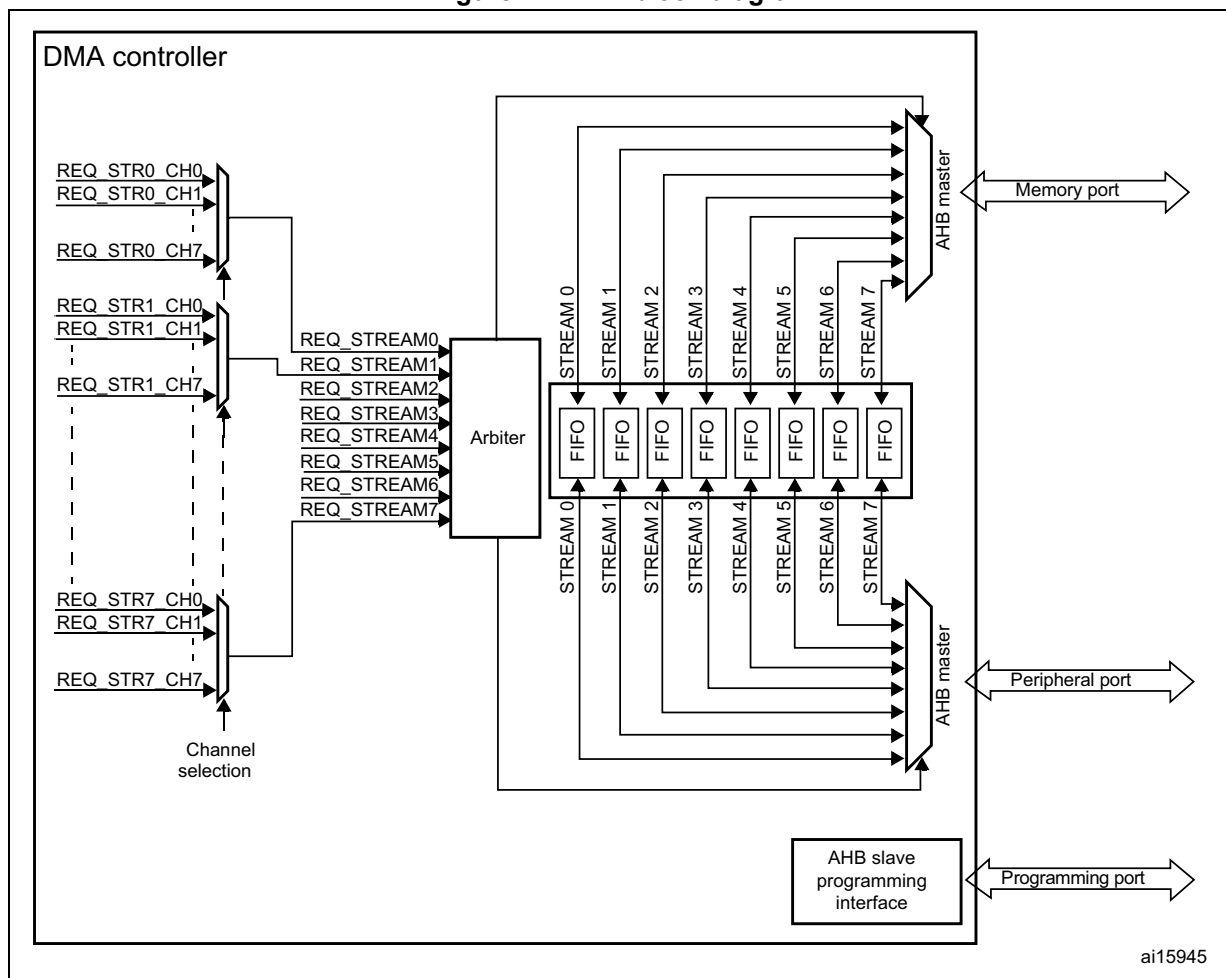 DMA controller
REQ_STR0_CH0
REQ_STR0_CH1
REQ_STR0_CH7
REQ_STR1_CH0
REQ_STR1_CH1
REQ_STR1_CH7
REQ_STR7_CH0
REQ_STR7_CH1
REQ_STR7_CH7
Channel
selection
REQ_STREAM0
REQ_STREAM1
REQ_STREAM2
REQ_STREAM3
REQ_STREAM4
REQ_STREAM5
REQ_STREAM6
REQ_STREAM7
Arbiter
STREAM 0
STREAM 1
STREAM 2
STREAM 3
STREAM 4
STREAM 5
STREAM 6
STREAM 7
FIFO
FIFO
FIFO
FIFO
FIFO
FIFO
FIFO
FIFO
STREAM 0
STREAM 1
STREAM 2
STREAM 3
STREAM 4
STREAM 5
STREAM 6
STREAM 7
AHB master
Memory port
AHB master
Peripheral port
AHB slave
programming
interface
Programming port
ai15945